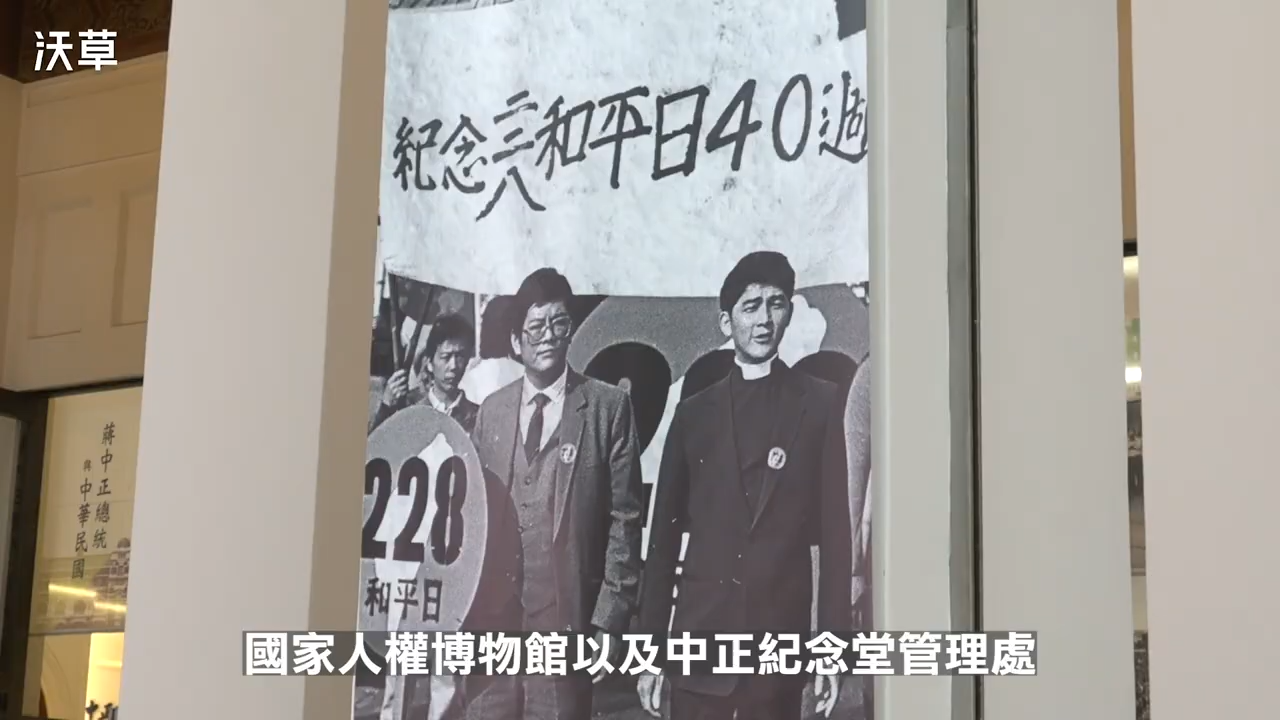 沃草
紀念二二八和平日40週
228
和平日
蔣中正總統
與中華民國
國家人權博物館以及中正紀念堂管理處